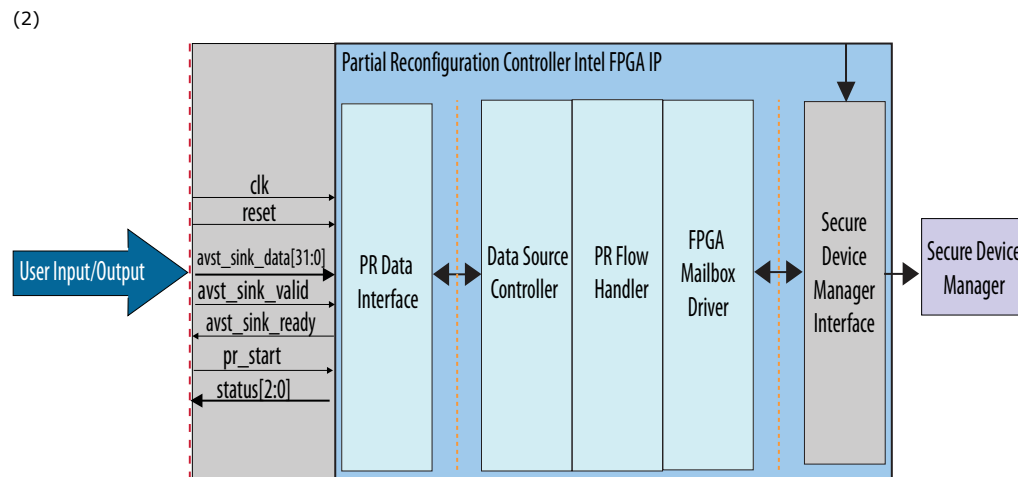 (2)
Partial Reconfiguration Controller Intel FPGA IP
clk
reset
avst_sink_data[31:0]
avst_sink_valid
avst_sink_ready
pr_start
status[2:0]
User Input/Output
PR Data
Interface
Data Source
Controller
PR Flow
Handler
FPGA
Mailbox
Driver
Secure
Device
Manager
Interface
Secure Device
Manager